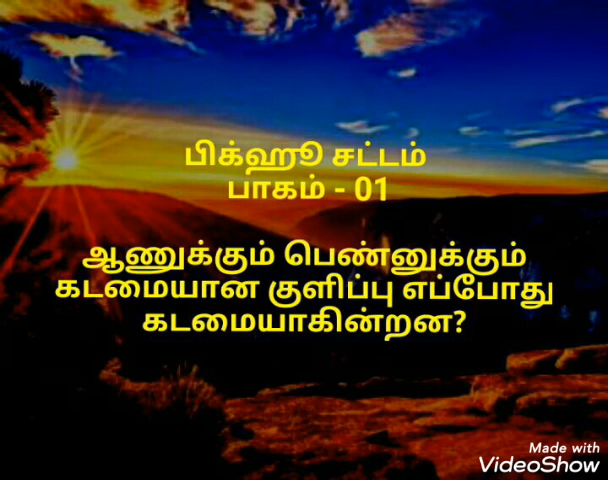 பிக்ஹூ சட்டம்
பாகம் - 01
ஆணுக்கும் பெண்னுக்கும்
கடமையான குளிப்பு எப்போது
கடமையாகின்றன?
Made with
VideoShow